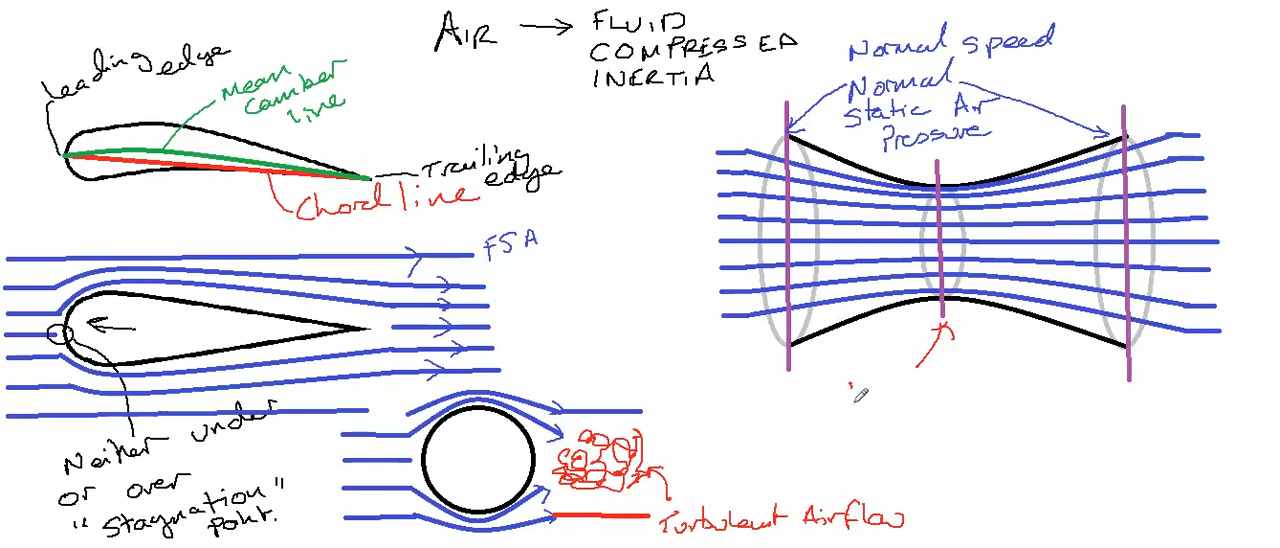 AIR → FLUID
COMPRESSED
INERTIA
Leading edge
Mean
Camber
line
Trailing
edge
Chord line
Normal Speed
Normal
Static Air
Pressure
FSA
Neither under
or over
"Stagnation"
point.
Turbulent Airflow